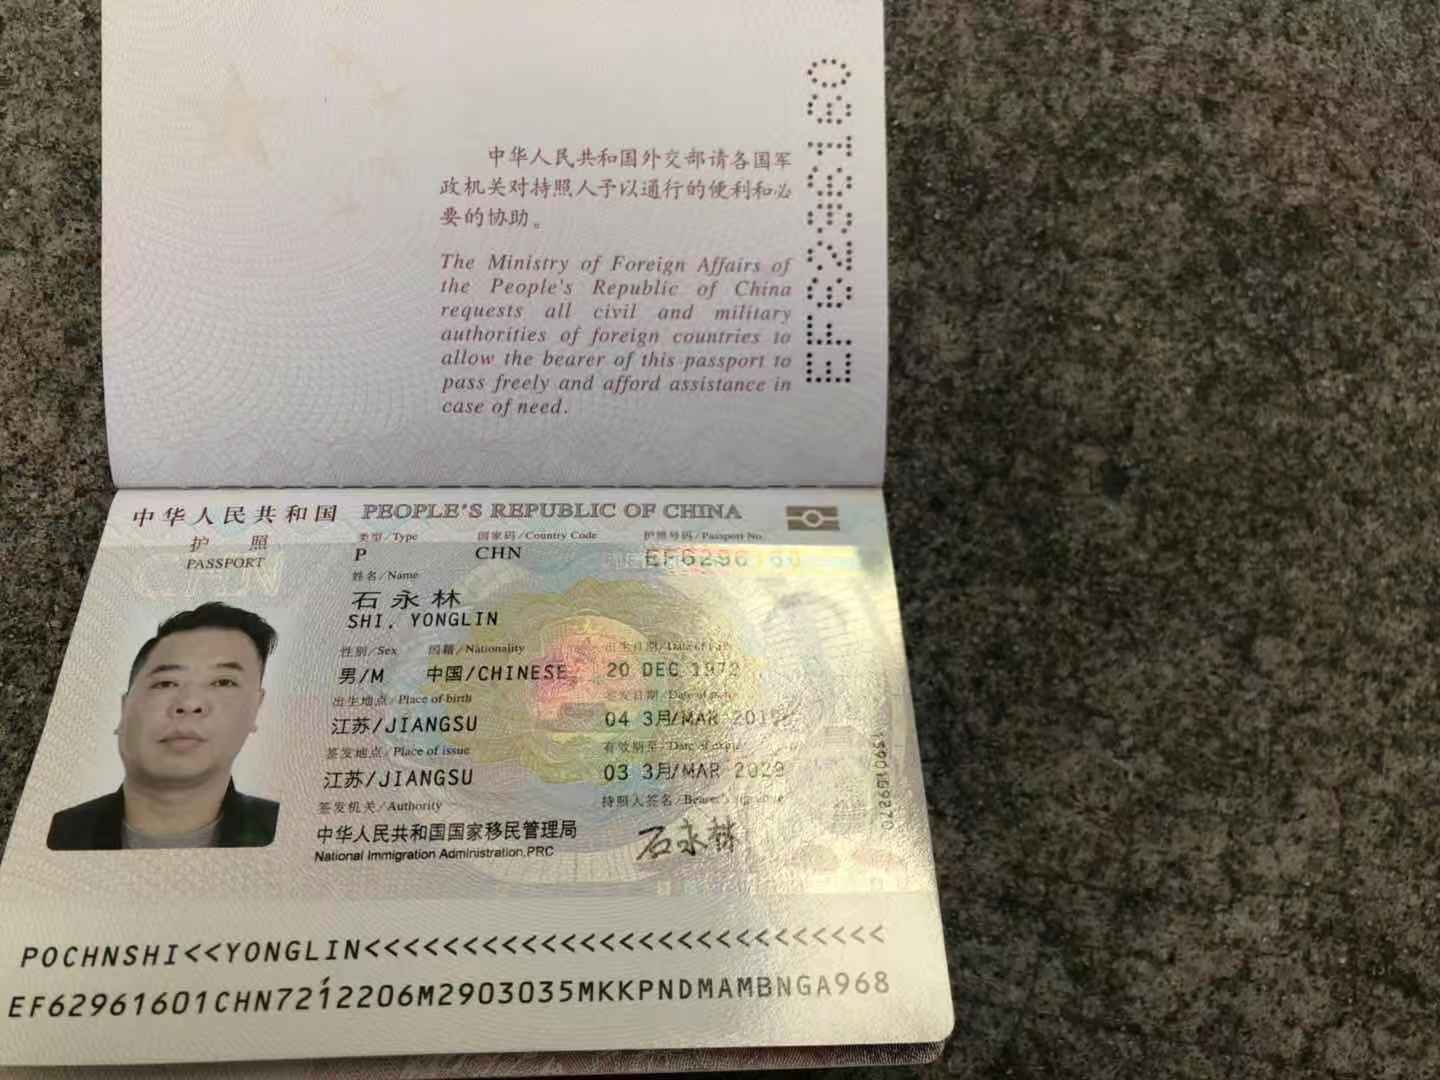 中华人民共和国外交部请各国军
政机关对持照人予以通行的便利和必
要的协助。
The Ministry of Foreign Affairs of
the People's Republic of China
requests all civil and military
authorities of foreign countries to
allow the bearer of this passport to
pass freely and afford assistance in
case of need.
EF6296160
中华人民共和国 PEOPLE'S REPUBLIC OF CHINA
护照
PASSPORT
类型/Type 国家码/Country Code 护照号码/Passport No.
P CHN EF6296160
姓名/Name
石永林
SHI, YONGLIN
性别/Sex 国籍/Nationality 出生日期/Date of birth
男/M 中国/CHINESE 20 DEC 1972
出生地点/Place of birth 签发日期/Date of issue
江苏/JIANGSU 04 3月/MAR 2019
签发地点/Place of issue 有效期至/Date of expiry
江苏/JIANGSU 03 3月/MAR 2029
签发机关/Authority 持照人签名/Bearer's signature
中华人民共和国国家移民管理局
National Immigration Administration,PRC
石永林
POCHNSHI<<YONGLIN<<<<<<<<<<<<<<<<<<<<<<<<<<<
EF62961601CHN7212206M2903035MKKPNDMAMBNGA968